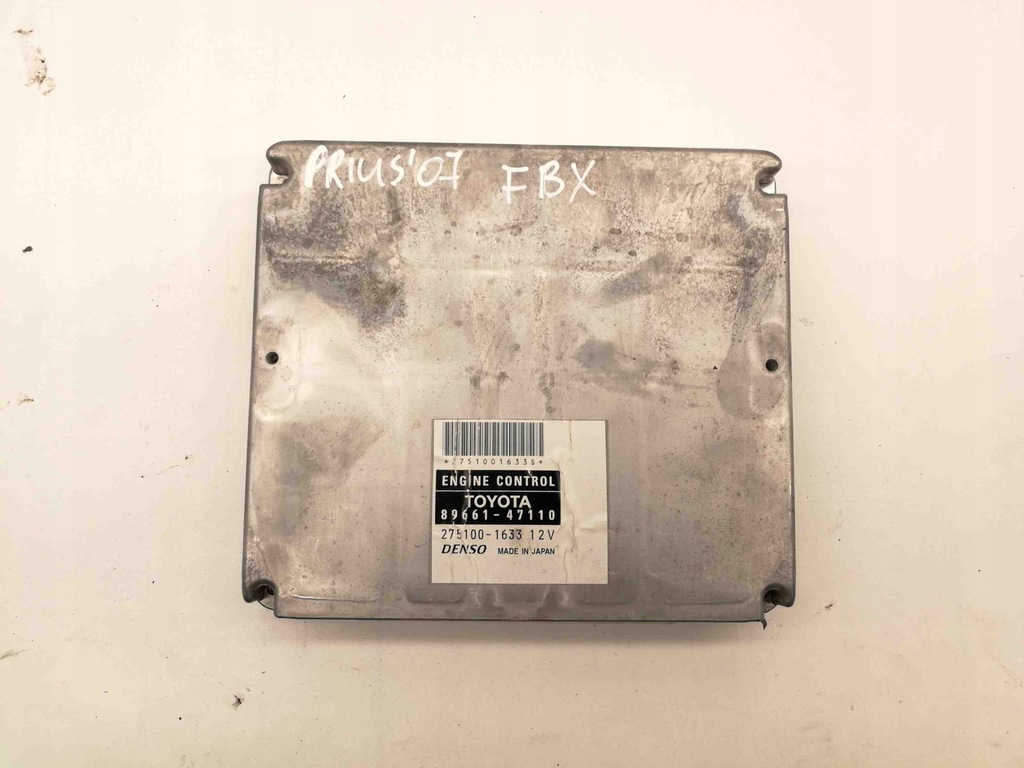 PRIUS'07 FBX
*2751001633S*
ENGINE CONTROL
TOYOTA
89661-47110
275100-1633 12V
DENSO MADE IN JAPAN